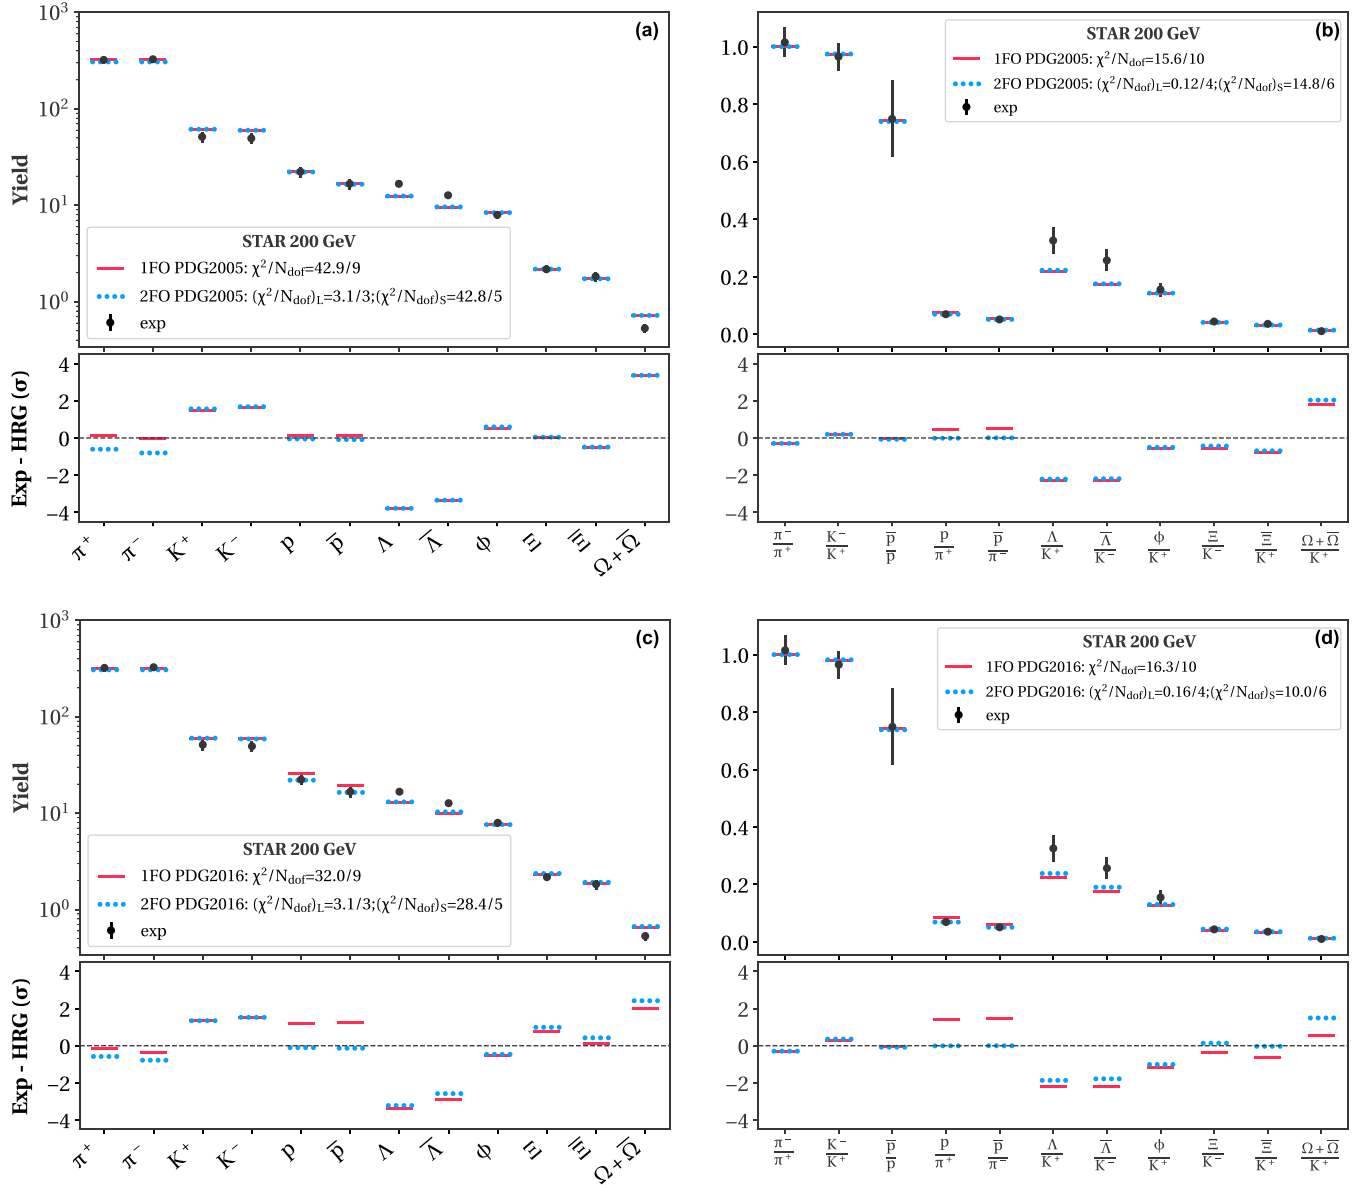 (a)
10³
10²
10¹
10⁰
Yield
STAR 200 GeV
1FO PDG2005: χ²/N_dof=42.9/9
2FO PDG2005: (χ²/N_dof)_L=3.1/3;(χ²/N_dof)_S=42.8/5
exp
4
2
0
−2
−4
Exp - HRG (σ)
π⁺ π⁻ K⁺ K⁻ p p̅ Λ Λ̅ ϕ Ξ Ξ̅ Ω+Ω̅
(b)
1.0
0.8
0.6
0.4
0.2
0.0
STAR 200 GeV
1FO PDG2005: χ²/N_dof=15.6/10
2FO PDG2005: (χ²/N_dof)_L=0.12/4;(χ²/N_dof)_S=14.8/6
exp
4
2
0
−2
−4
π⁻/π⁺ K⁻/K⁺ p̅/p p/π⁺ p̅/π⁻ Λ/K⁺ Λ̅/K⁻ ϕ/K⁺ Ξ/K⁻ Ξ̅/K⁺ Ω+Ω̅/K⁺
(c)
10³
10²
10¹
10⁰
Yield
STAR 200 GeV
1FO PDG2016: χ²/N_dof=32.0/9
2FO PDG2016: (χ²/N_dof)_L=3.1/3;(χ²/N_dof)_S=28.4/5
exp
4
2
0
−2
−4
Exp - HRG (σ)
π⁺ π⁻ K⁺ K⁻ p p̅ Λ Λ̅ ϕ Ξ Ξ̅ Ω+Ω̅
(d)
1.0
0.8
0.6
0.4
0.2
0.0
STAR 200 GeV
1FO PDG2016: χ²/N_dof=16.3/10
2FO PDG2016: (χ²/N_dof)_L=0.16/4;(χ²/N_dof)_S=10.0/6
exp
4
2
0
−2
−4
π⁻/π⁺ K⁻/K⁺ p̅/p p/π⁺ p̅/π⁻ Λ/K⁺ Λ̅/K⁻ ϕ/K⁺ Ξ/K⁻ Ξ̅/K⁺ Ω+Ω̅/K⁺